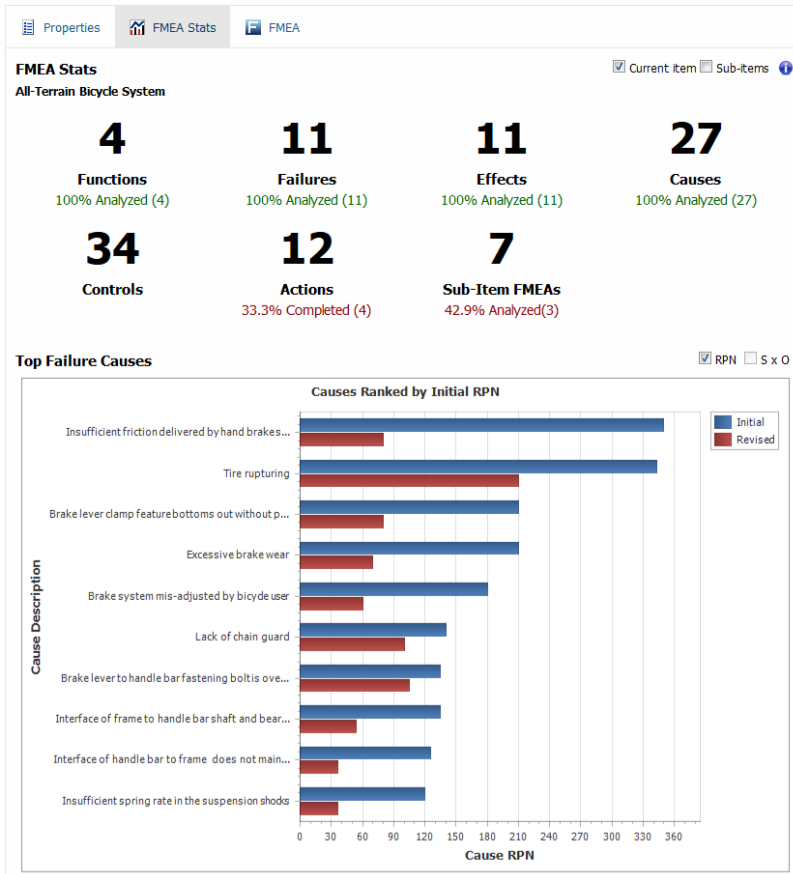 Properties FMEA Stats FMEA
FMEA Stats Current item Sub-items
All-Terrain Bicycle System
4 11 11 27
Functions Failures Effects Causes
100% Analyzed (4) 100% Analyzed (11) 100% Analyzed (11) 100% Analyzed (27)
34 12 7
Controls Actions Sub-Item FMEAs
33.3% Completed (4) 42.9% Analyzed(3)
Top Failure Causes RPN S x O
Causes Ranked by Initial RPN
Initial
Revised
Cause Description
Insufficient friction delivered by hand brakes...
Tire rupturing
Brake lever clamp feature bottoms out without p...
Excessive brake wear
Brake system mis-adjusted by bicycle user
Lack of chain guard
Brake lever to handle bar fastening bolt is ove...
Interface of frame to handle bar shaft and bear...
Interface of handle bar to frame does not main...
Insufficient spring rate in the suspension shocks
0 30 60 90 120 150 180 210 240 270 300 330 360
Cause RPN